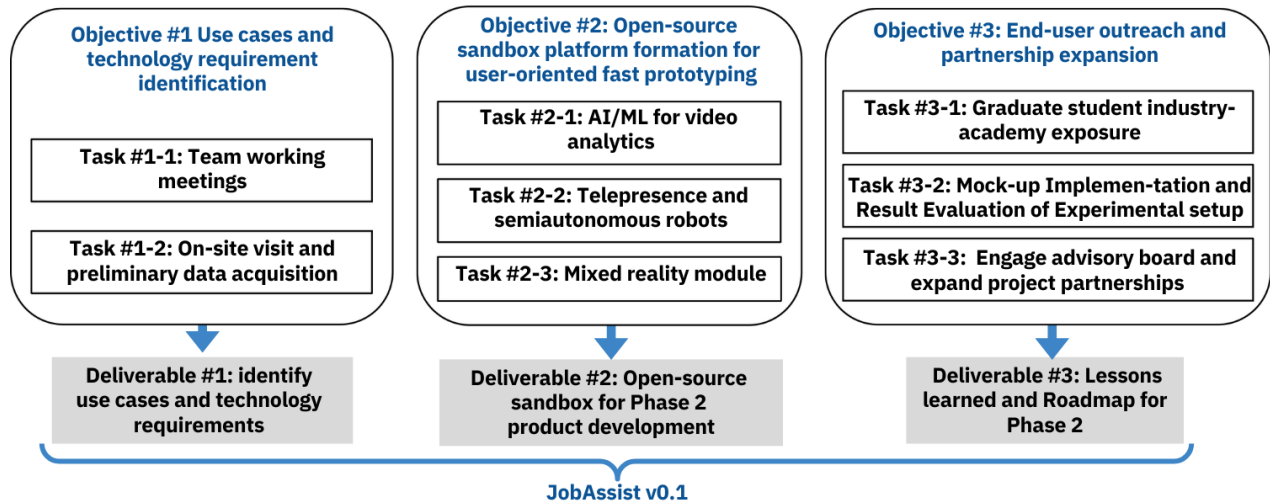 Objective #1 Use cases and
technology requirement
identification
Task #1-1: Team working
meetings
Task #1-2: On-site visit and
preliminary data acquisition
Deliverable #1: identify
use cases and technology
requirements
Objective #2: Open-source
sandbox platform formation for
user-oriented fast prototyping
Task #2-1: AI/ML for video
analytics
Task #2-2: Telepresence and
semiautonomous robots
Task #2-3: Mixed reality module
Deliverable #2: Open-source
sandbox for Phase 2
product development
Objective #3: End-user outreach and
partnership expansion
Task #3-1: Graduate student industry-
academy exposure
Task #3-2: Mock-up Implemen-tation and
Result Evaluation of Experimental setup
Task #3-3:  Engage advisory board and
expand project partnerships
Deliverable #3: Lessons
learned and Roadmap for
Phase 2
JobAssist v0.1